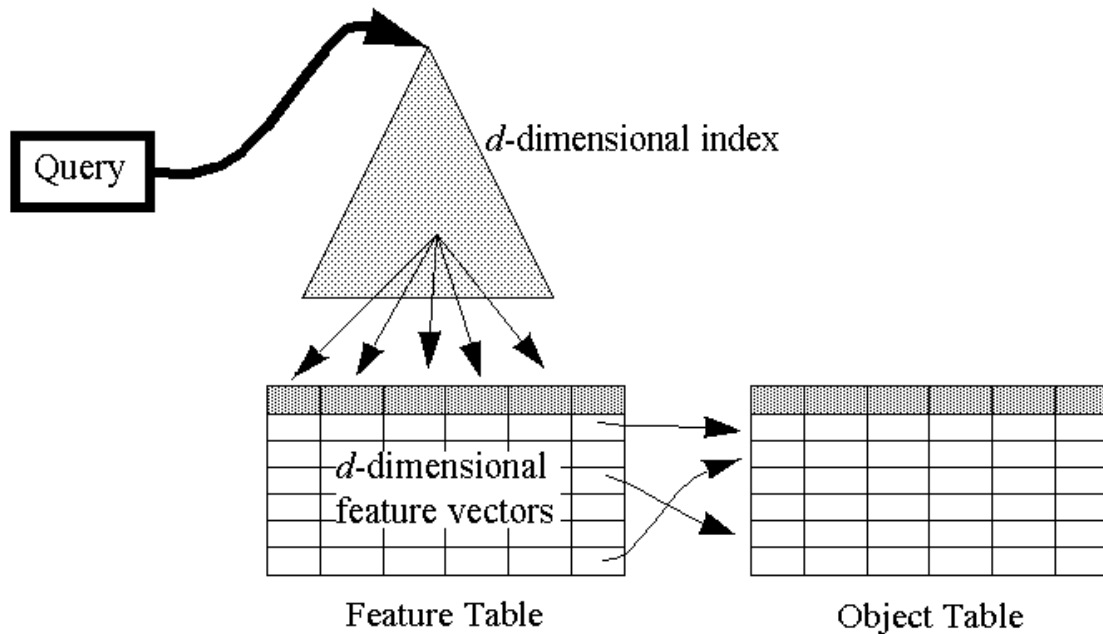 Query
d-dimensional index
d-dimensional
feature vectors
Feature Table
Object Table